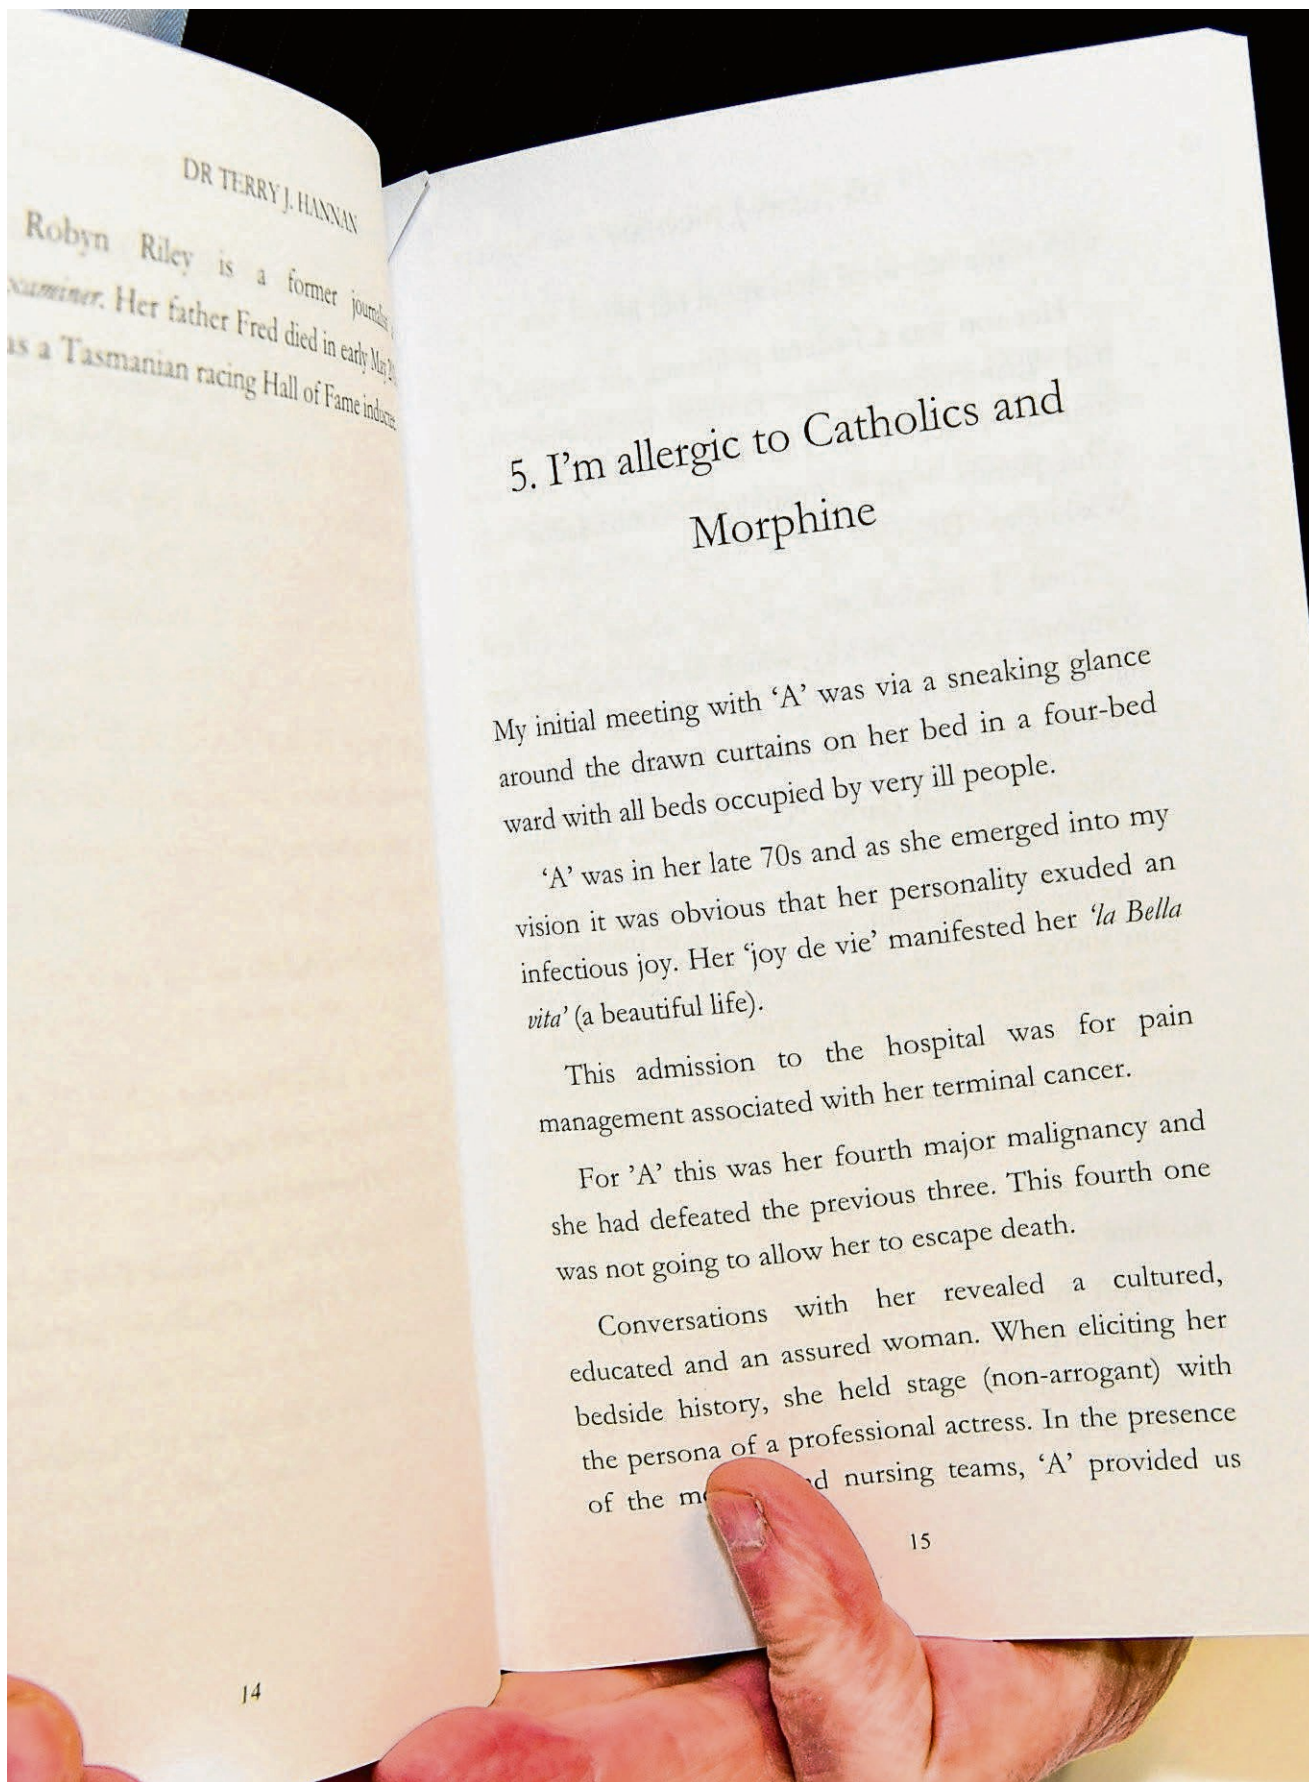 DR TERRY J. HANNAN
Robyn Riley is a former
Her father Fred died in early May
as a Tasmanian racing Hall of Fame
14
5. I'm allergic to Catholics and
Morphine
My initial meeting with ‘A’ was via a sneaking glance
around the drawn curtains on her bed in a four-bed
ward with all beds occupied by very ill people.
‘A’ was in her late 70s and as she emerged into my
vision it was obvious that her personality exuded an
infectious joy. Her ‘joy de vie’ manifested her ‘la Bella
vita’ (a beautiful life).
This admission to the hospital was for pain
management associated with her terminal cancer.
For ’A’ this was her fourth major malignancy and
she had defeated the previous three. This fourth one
was not going to allow her to escape death.
Conversations with her revealed a cultured,
educated and an assured woman. When eliciting her
bedside history, she held stage (non-arrogant) with
the persona of a professional actress. In the presence
of the nursing teams, ‘A’ provided us
15